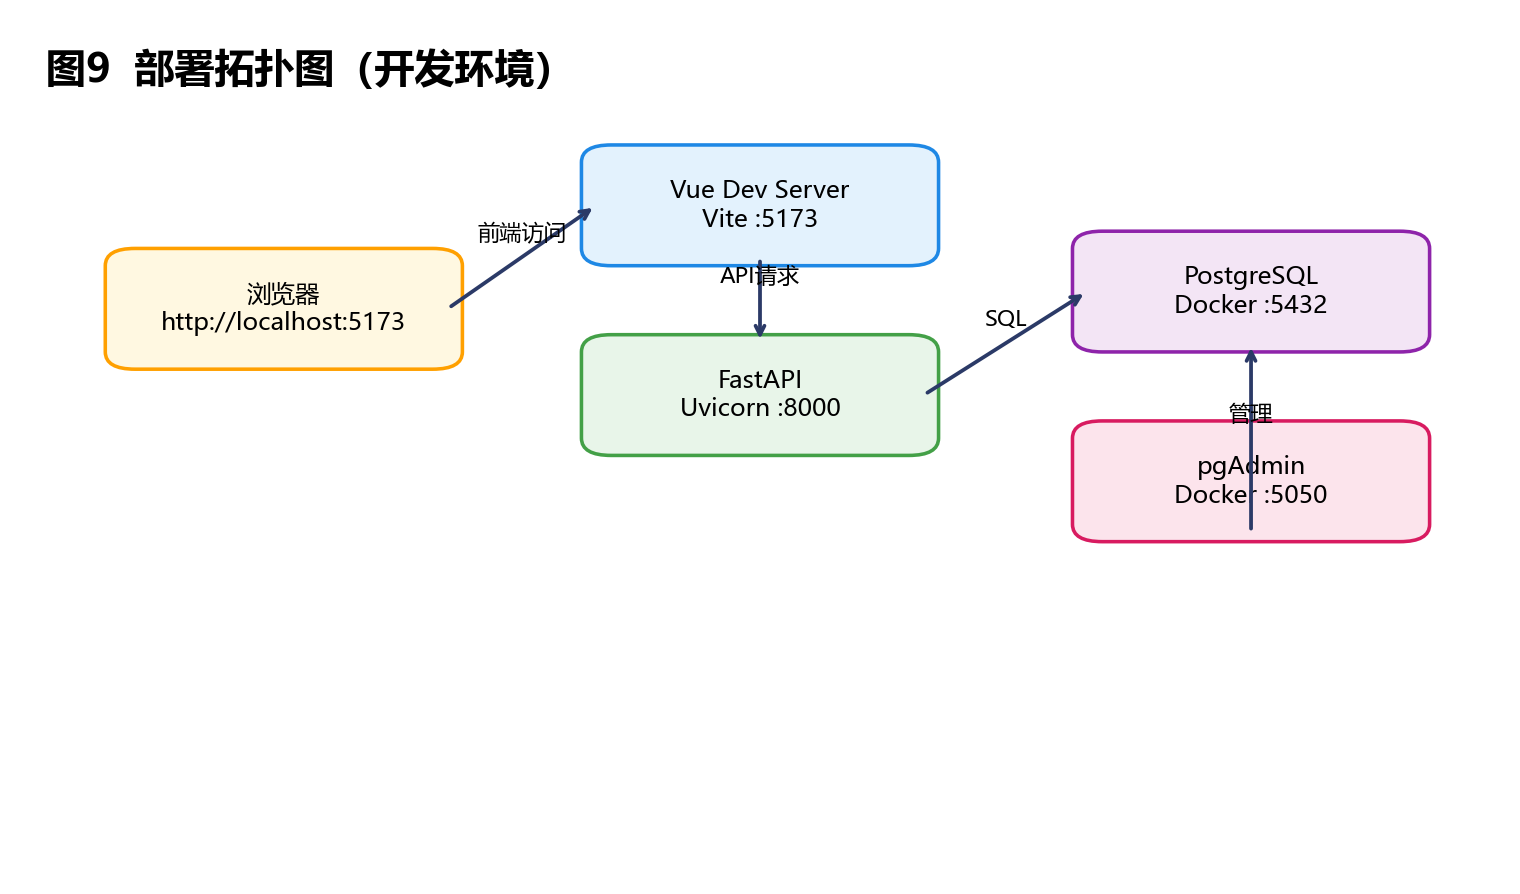 图9 部署拓扑图（开发环境）
Vue Dev Server
Vite :5173
前端访问
浏览器
http://localhost:5173
API请求
FastAPI
Uvicorn :8000
SQL
PostgreSQL
Docker :5432
管理
pgAdmin
Docker :5050